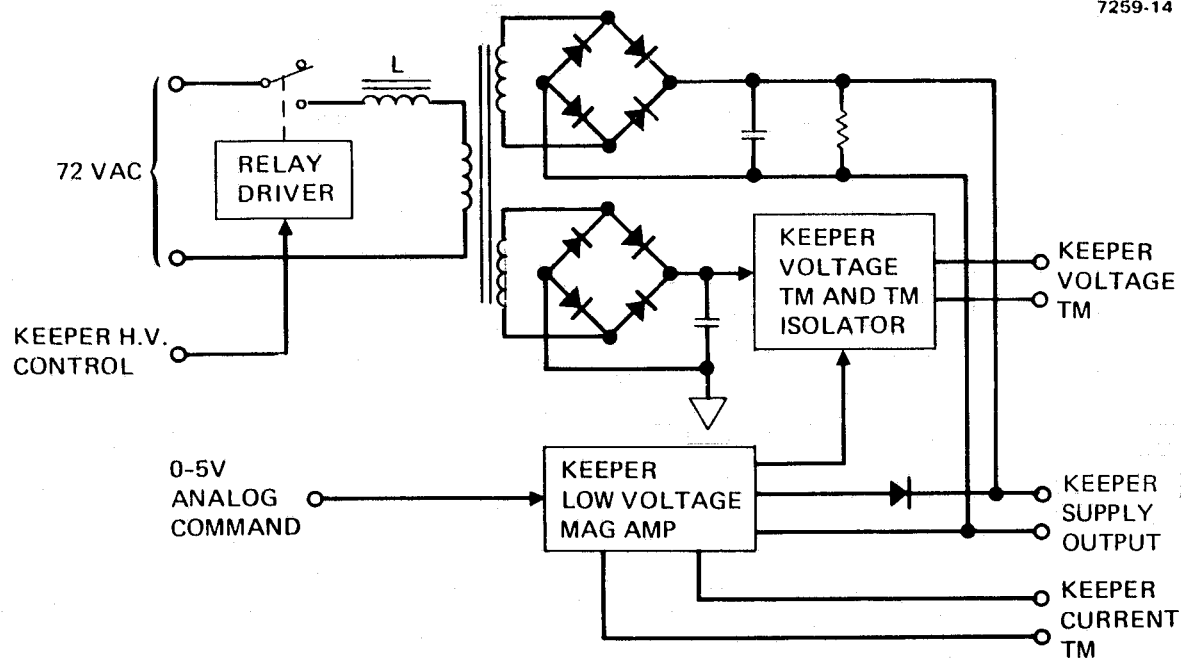 7259-14
L
72 VAC
RELAY
DRIVER
KEEPER
VOLTAGE
TM AND TM
ISOLATOR
KEEPER
VOLTAGE
TM
KEEPER H.V.
CONTROL
0-5V
ANALOG
COMMAND
KEEPER
LOW VOLTAGE
MAG AMP
KEEPER
SUPPLY
OUTPUT
KEEPER
CURRENT
TM